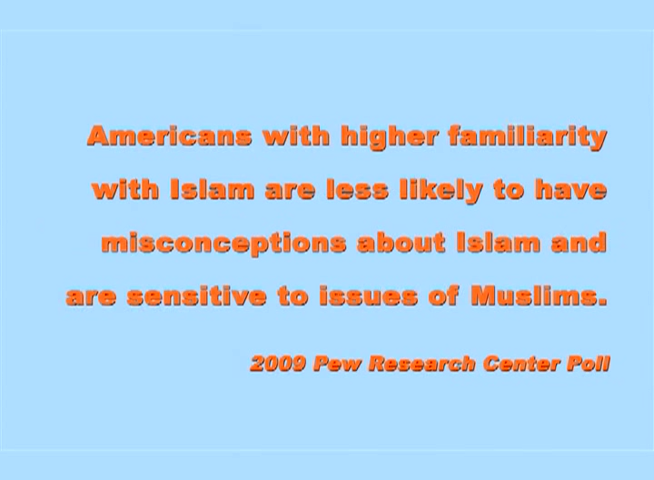 Americans with higher familiarity
with Islam are less likely to have
misconceptions about Islam and
are sensitive to issues of Muslims.
2009 Pew Research Center Poll